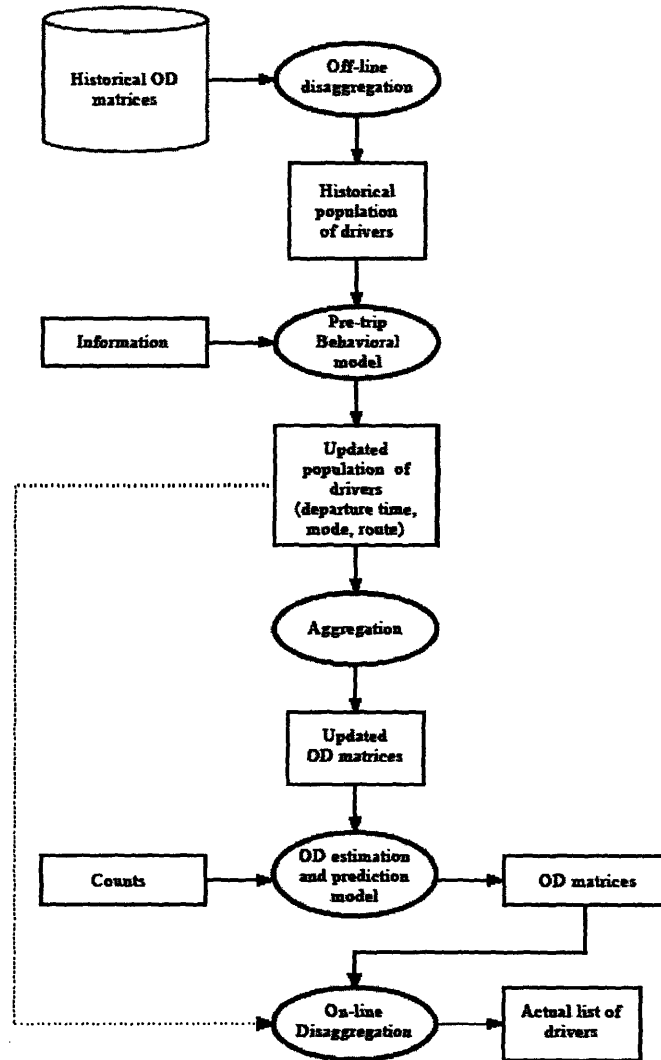 Historical OD
matrices
Off-line
disaggregation
Historical
population
of drivers
Information
Pre-trip
Behavioral
model
Updated
population of
drivers
(departure time,
mode, route)
Aggregation
Updated
OD matrices
Counts
OD estimation
and prediction
model
OD matrices
On-line
Disaggregation
Actual list of
drivers